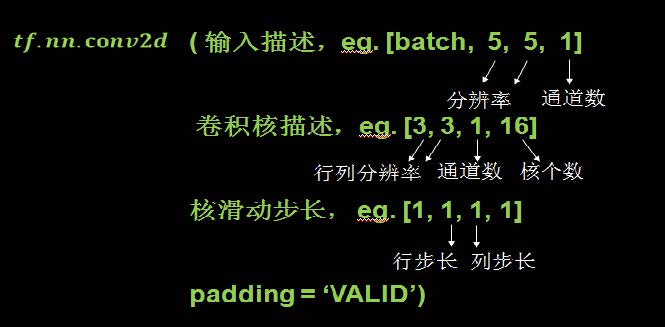 tf.nn.conv2d (输入描述，eg. [batch, 5, 5, 1]
分辨率 通道数
卷积核描述，eg. [3, 3, 1, 16]
行列分辨率 通道数 核个数
核滑动步长，eg. [1, 1, 1, 1]
行步长 列步长
padding = ‘VALID’)